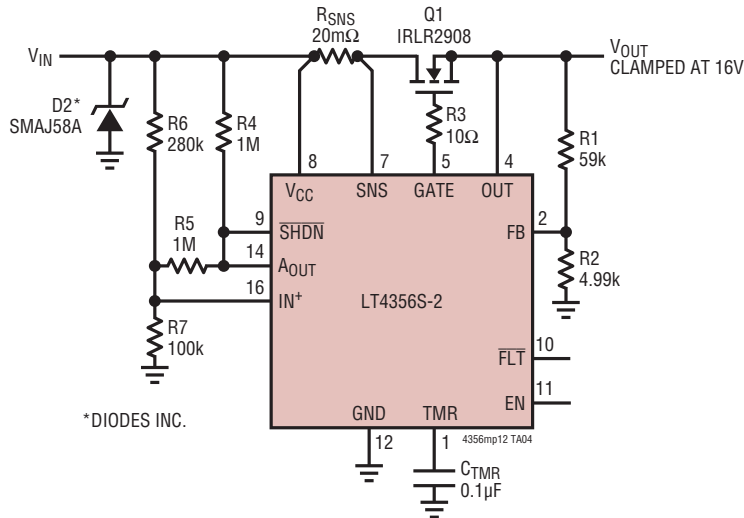 RSNS
20mΩ
Q1
IRLR2908
VIN
VOUT
CLAMPED AT 16V
D2*
SMAJ58A
R6
280k
R4
1M
R3
10Ω
R1
59k
8
7
5
4
VCC
SNS
GATE
OUT
9
SHDN
2
FB
R5
1M
14
AOUT
R2
4.99k
16
IN+
LT4356S-2
R7
100k
10
FLT
11
EN
*DIODES INC.
GND
TMR
12
1
4356mp12 TA04
CTMR
0.1µF